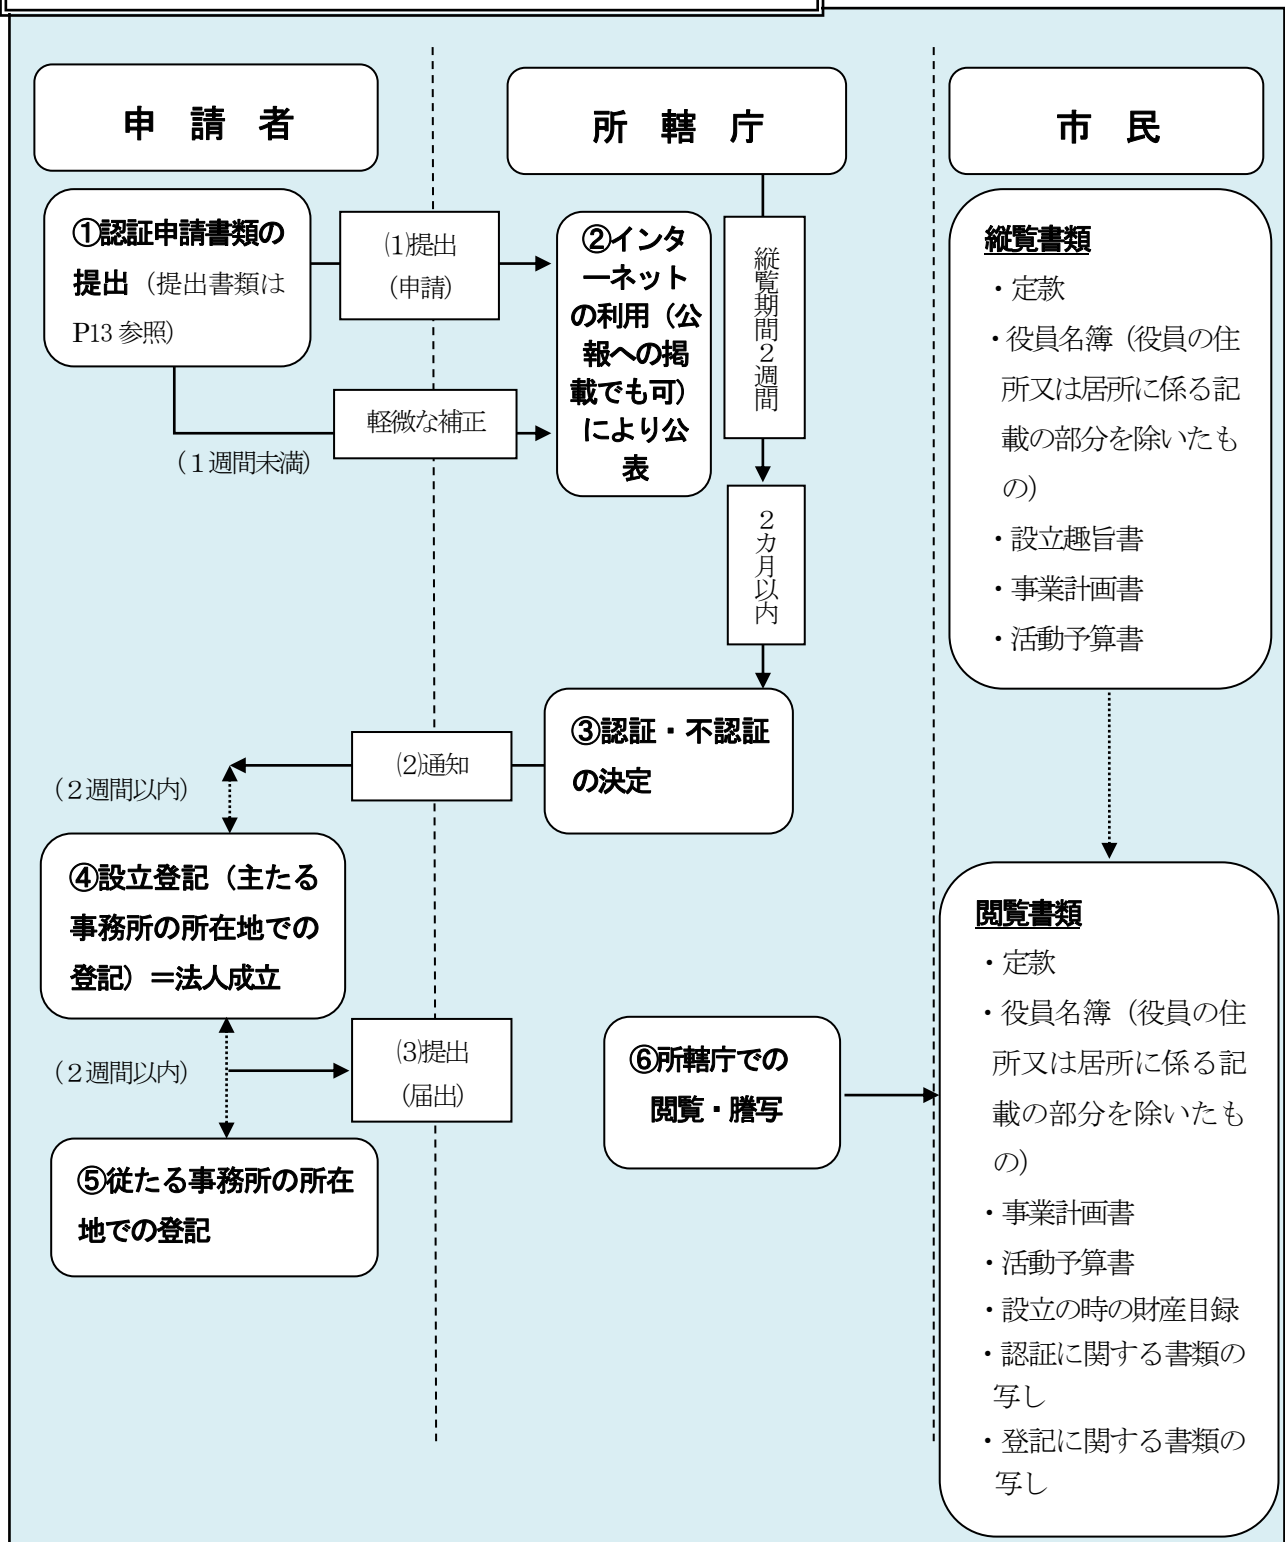 申　請　者
所　轄　庁
市　民
①認証申請書類の
提出（提出書類は
P13 参照）
⑴提出
（申請）
軽微な補正
（１週間未満）
②インタ
ーネット
の利用（公
報への掲
載でも可）
により公
表
縦覧期間２週間
２カ月以内
③認証・不認証
の決定
⑵通知
（２週間以内）
④設立登記（主たる
事務所の所在地での
登記）＝法人成立
（２週間以内）
⑶提出
（届出）
⑤従たる事務所の所在
地での登記
⑥所轄庁での
閲覧・謄写
縦覧書類
・定款
・役員名簿（役員の住
所又は居所に係る記
載の部分を除いたも
の）
・設立趣旨書
・事業計画書
・活動予算書
閲覧書類
・定款
・役員名簿（役員の住
所又は居所に係る記
載の部分を除いたも
の）
・事業計画書
・活動予算書
・設立の時の財産目録
・認証に関する書類の
写し
・登記に関する書類の
写し